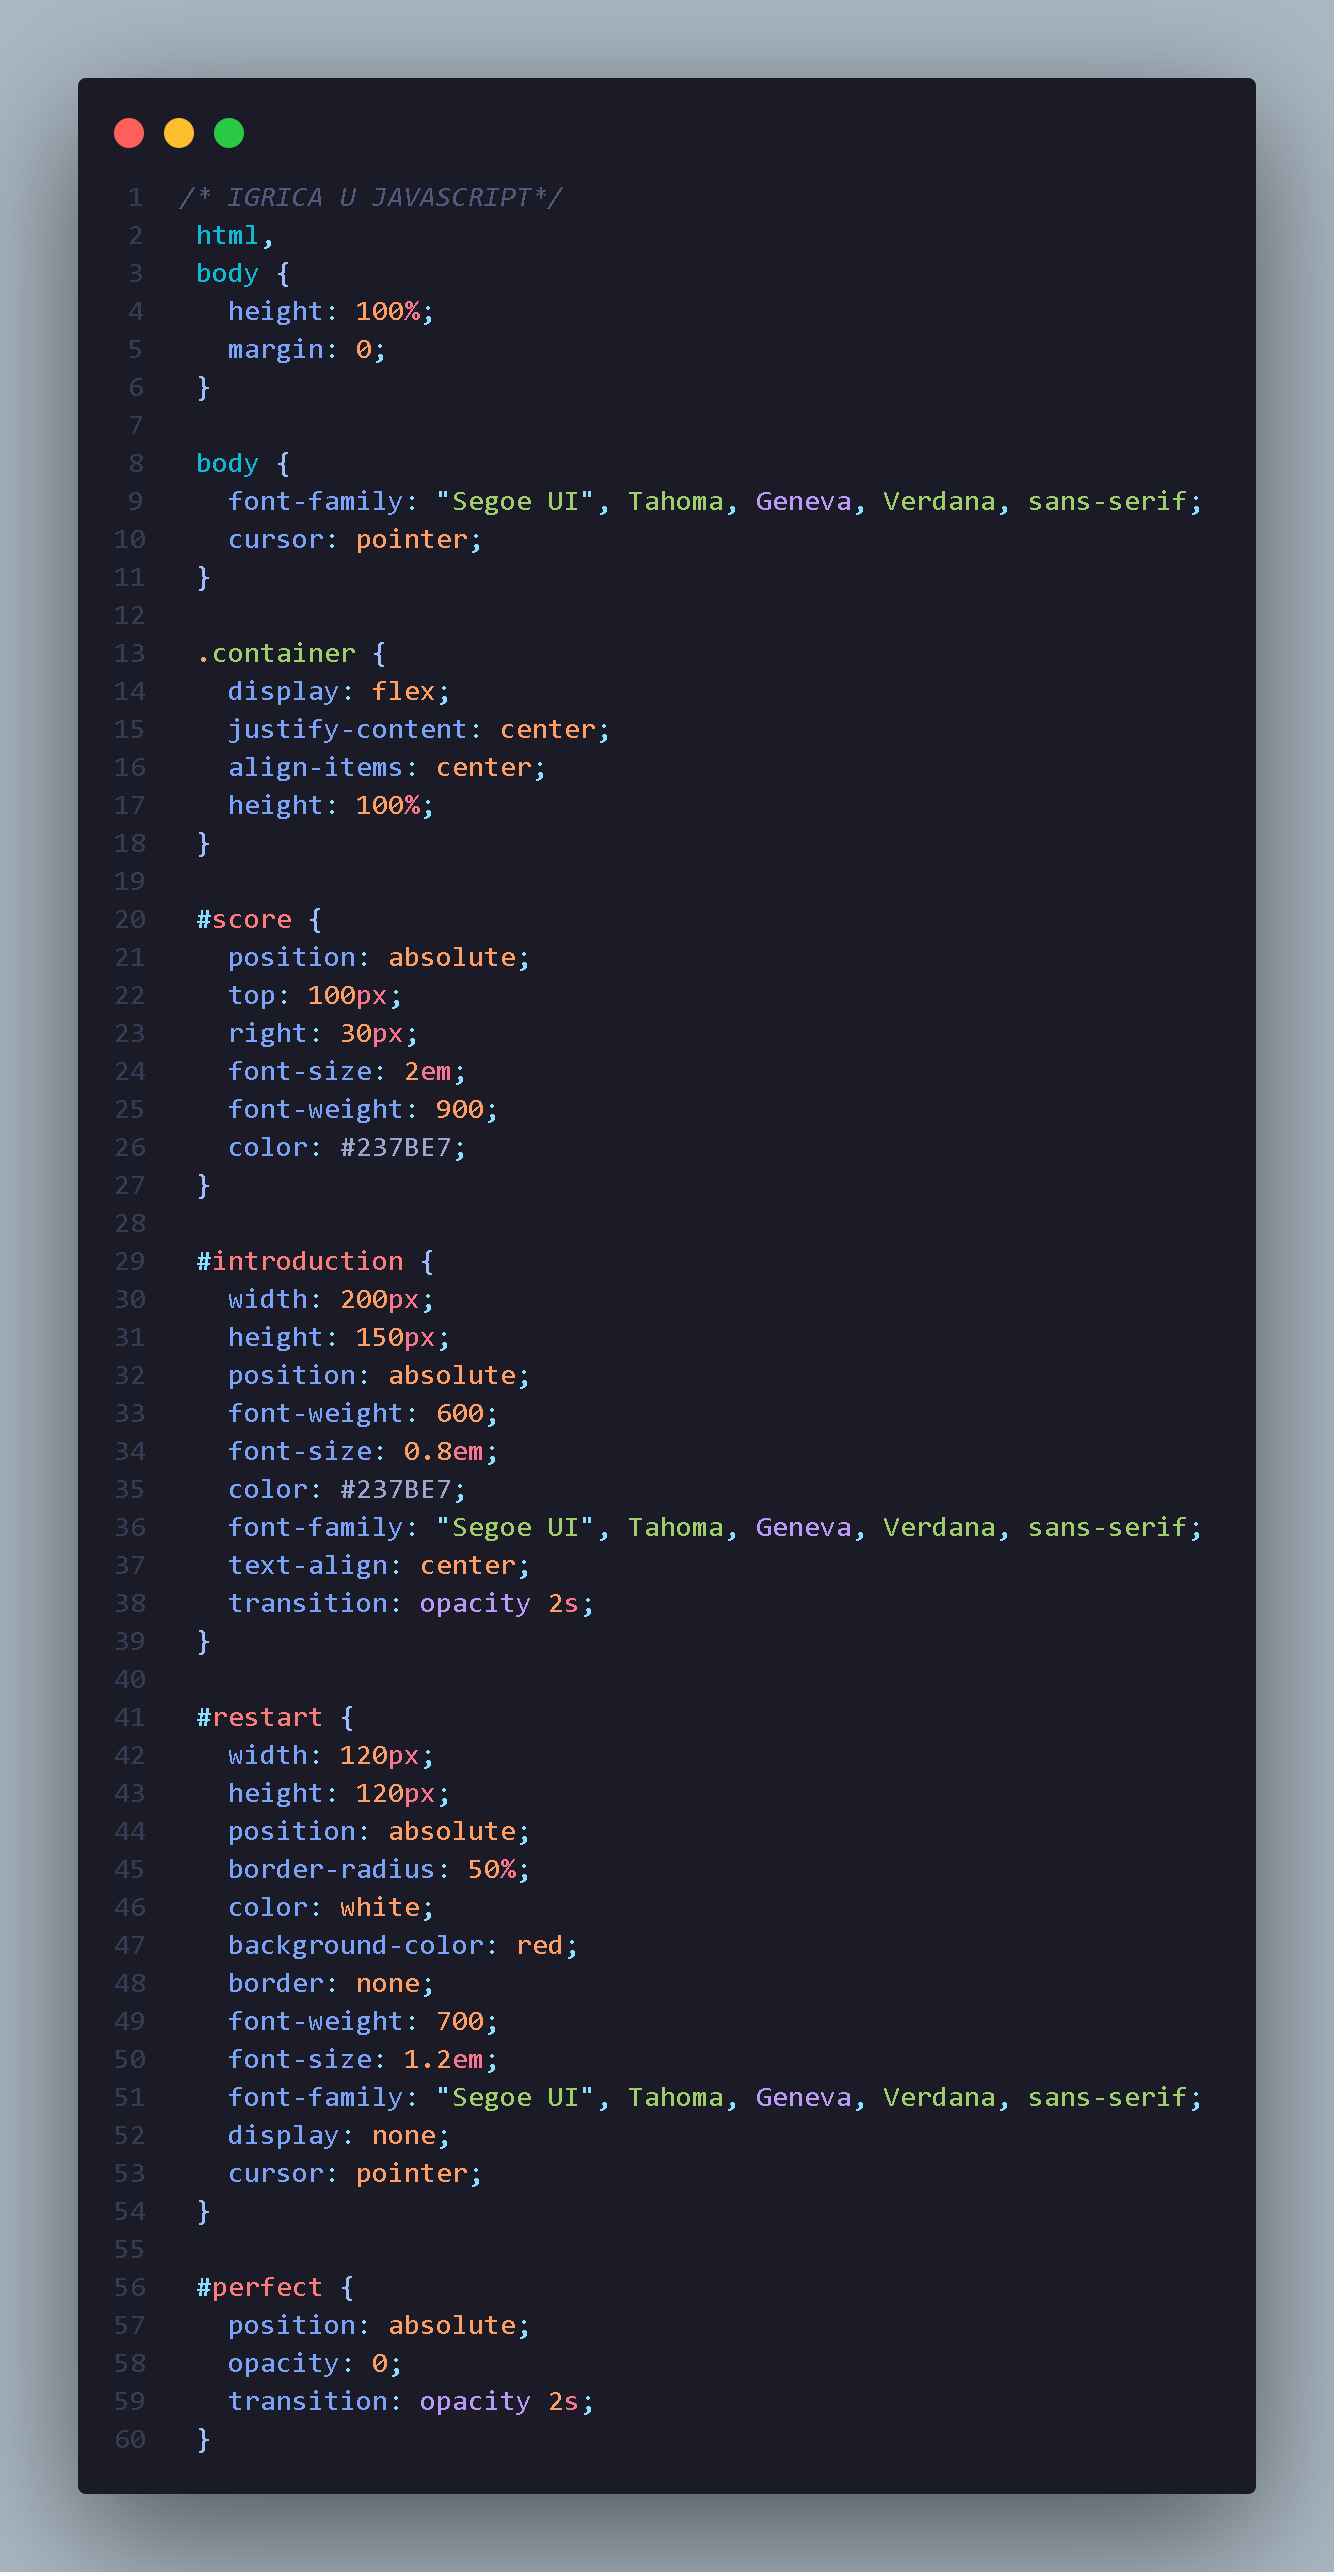 1 /* IGRICA U JAVASCRIPT*/
2 html,
3 body {
4 height: 100%;
5 margin: 0;
6 }
7
8 body {
9 font-family: "Segoe UI", Tahoma, Geneva, Verdana, sans-serif;
10 cursor: pointer;
11 }
12
13 .container {
14 display: flex;
15 justify-content: center;
16 align-items: center;
17 height: 100%;
18 }
19
20 #score {
21 position: absolute;
22 top: 100px;
23 right: 30px;
24 font-size: 2em;
25 font-weight: 900;
26 color: #237BE7;
27 }
28
29 #introduction {
30 width: 200px;
31 height: 150px;
32 position: absolute;
33 font-weight: 600;
34 font-size: 0.8em;
35 color: #237BE7;
36 font-family: "Segoe UI", Tahoma, Geneva, Verdana, sans-serif;
37 text-align: center;
38 transition: opacity 2s;
39 }
40
41 #restart {
42 width: 120px;
43 height: 120px;
44 position: absolute;
45 border-radius: 50%;
46 color: white;
47 background-color: red;
48 border: none;
49 font-weight: 700;
50 font-size: 1.2em;
51 font-family: "Segoe UI", Tahoma, Geneva, Verdana, sans-serif;
52 display: none;
53 cursor: pointer;
54 }
55
56 #perfect {
57 position: absolute;
58 opacity: 0;
59 transition: opacity 2s;
60 }